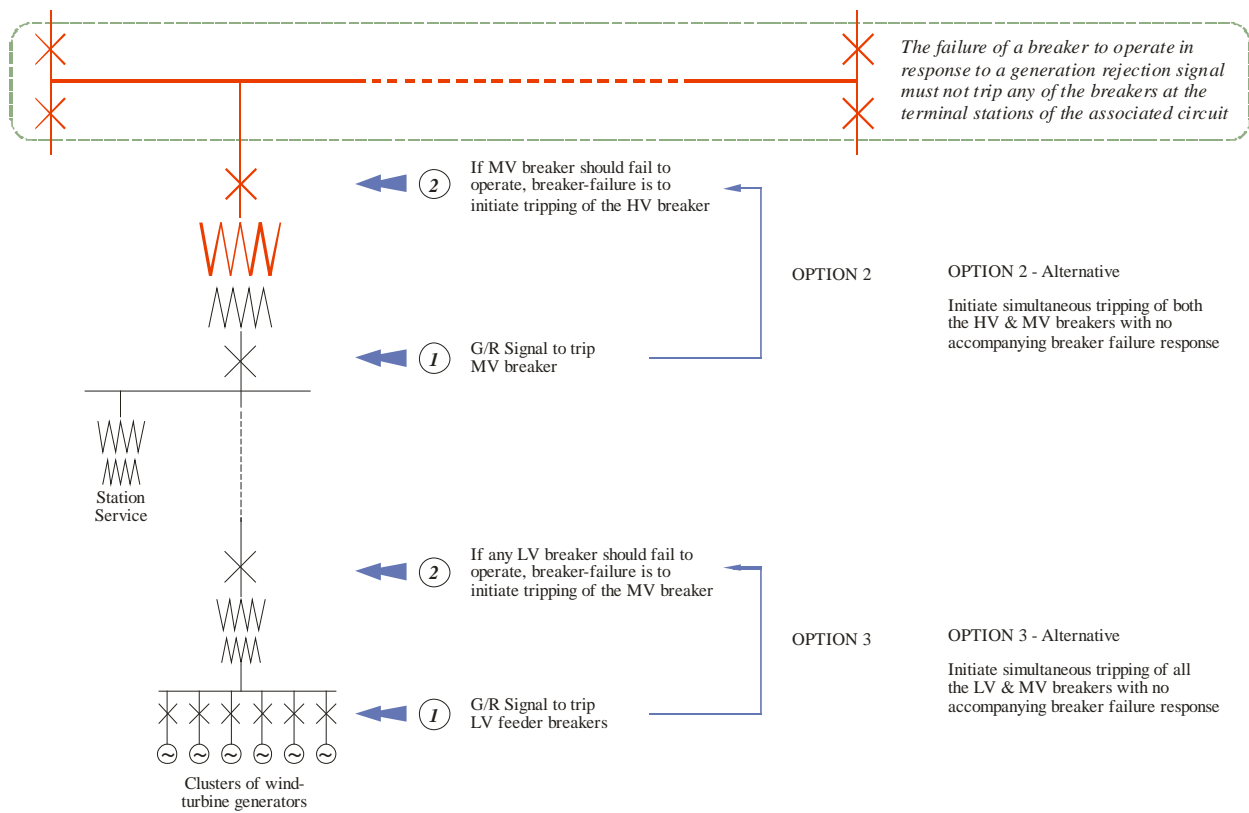 The failure of a breaker to operate in
response to a generation rejection signal
must not trip any of the breakers at the
terminal stations of the associated circuit
2
If MV breaker should fail to
operate, breaker-failure is to
initiate tripping of the HV breaker
OPTION 2
OPTION 2 - Alternative
Initiate simultaneous tripping of both
the HV & MV breakers with no
accompanying breaker failure response
1
G/R Signal to trip
MV breaker
Station
Service
2
If any LV breaker should fail to
operate, breaker-failure is to
initiate tripping of the MV breaker
OPTION 3
OPTION 3 - Alternative
Initiate simultaneous tripping of all
the LV & MV breakers with no
accompanying breaker failure response
1
G/R Signal to trip
LV feeder breakers
Clusters of wind-
turbine generators